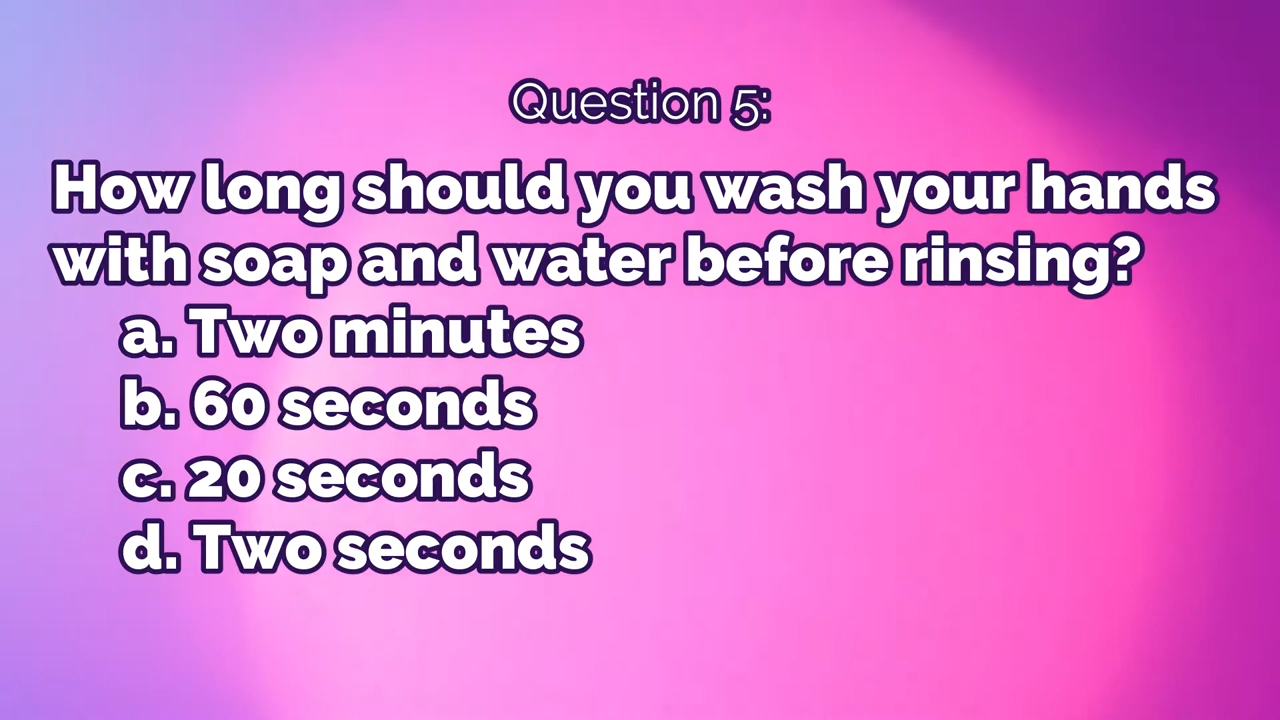 Question 5:
How long should you wash your hands
with soap and water before rinsing?
a. Two minutes
b. 60 seconds
c. 20 seconds
d. Two seconds